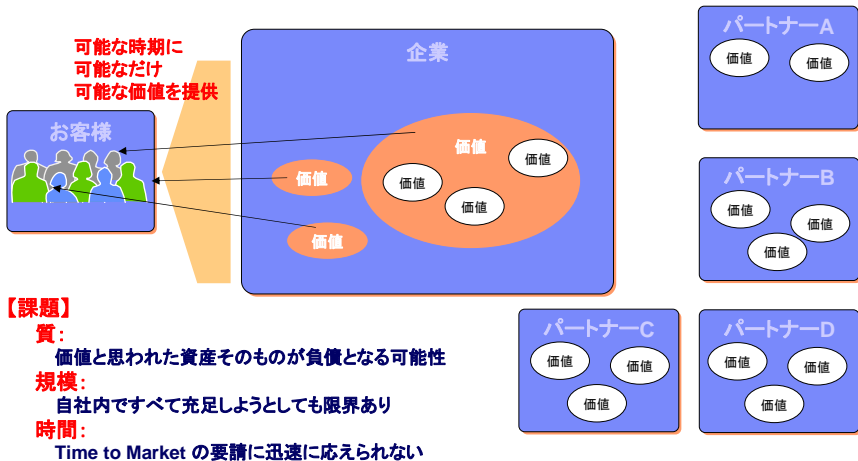 可能な時期に
可能なだけ
可能な価値を提供
お客様
企業
価値
価値
価値
価値
価値
価値
パートナーA
価値
価値
パートナーB
価値
価値
価値
パートナーC
価値
価値
価値
パートナーD
価値
価値
価値
【課題】
質:
価値と思われた資産そのものが負債となる可能性
規模:
自社内ですべて充足しようとしても限界あり
時間:
Time to Market の要請に迅速に応えられない